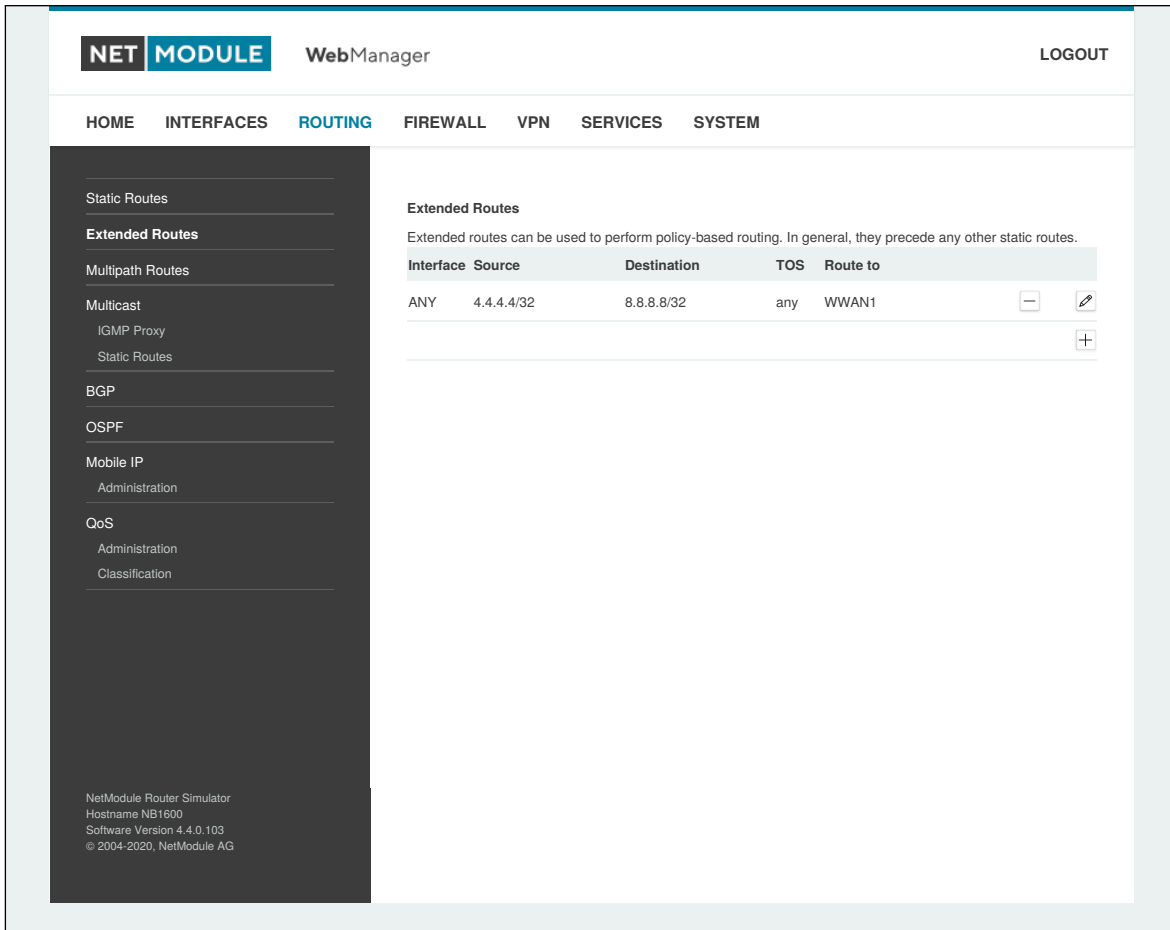 NET MODULE WebManager LOGOUT
HOME INTERFACES ROUTING FIREWALL VPN SERVICES SYSTEM
Static Routes
Extended Routes
Multipath Routes
Multicast
IGMP Proxy
Static Routes
BGP
OSPF
Mobile IP
Administration
QoS
Administration
Classification
NetModule Router Simulator
Hostname NB1600
Software Version 4.4.0.103
© 2004-2020, NetModule AG
Extended Routes
Extended routes can be used to perform policy-based routing. In general, they precede any other static routes.
Interface Source Destination TOS Route to
ANY 4.4.4.4/32 8.8.8.8/32 any WWAN1